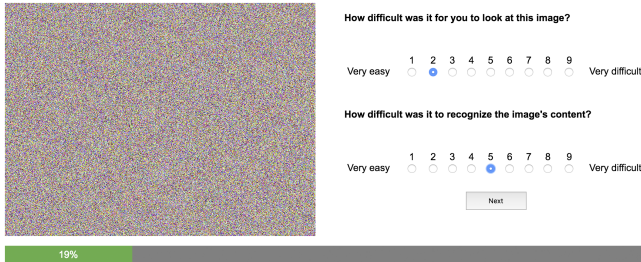 How difficult was it for you to look at this image?
1 2 3 4 5 6 7 8 9
Very easy Very difficult
How difficult was it to recognize the image's content?
1 2 3 4 5 6 7 8 9
Very easy Very difficult
Next
19%